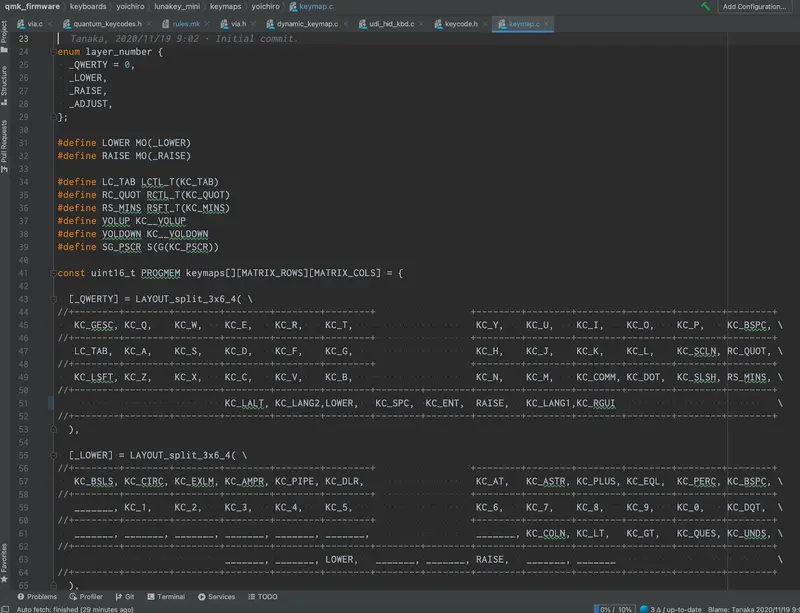 qmk_firmware › keyboards › yoichiro › lunakey_mini › keymaps › yoichiro › keymap.c Add Configuration...
via.c quantum_keycodes.h rules.mk via.h dynamic_keymap.c udi_hid_kbd.c keycode.h keymap.c
23 Tanaka, 2020/11/19 9:02 · Initial commit.
24 enum layer_number {
25 _QWERTY = 0,
26 _LOWER,
27 _RAISE,
28 _ADJUST,
29 };
30
31 #define LOWER MO(_LOWER)
32 #define RAISE MO(_RAISE)
33
34 #define LC_TAB LCTL_T(KC_TAB)
35 #define RC_QUOT RCTL_T(KC_QUOT)
36 #define RS_MINS RSFT_T(KC_MINS)
37 #define VOLUP KC__VOLUP
38 #define VOLDOWN KC__VOLDOWN
39 #define SG_PSCR S(G(KC_PSCR))
40
41 const uint16_t PROGMEM keymaps[][MATRIX_ROWS][MATRIX_COLS] = {
42
43 [_QWERTY] = LAYOUT_split_3x6_4( \
44 //+--------+--------+--------+--------+--------+--------+ +--------+--------+--------+--------+--------+--------+
45 KC_GESC, KC_Q, KC_W, KC_E, KC_R, KC_T, KC_Y, KC_U, KC_I, KC_O, KC_P, KC_BSPC, \
46 //+--------+--------+--------+--------+--------+--------+ +--------+--------+--------+--------+--------+--------+
47 LC_TAB, KC_A, KC_S, KC_D, KC_F, KC_G, KC_H, KC_J, KC_K, KC_L, KC_SCLN, RC_QUOT, \
48 //+--------+--------+--------+--------+--------+--------+ +--------+--------+--------+--------+--------+--------+
49 KC_LSFT, KC_Z, KC_X, KC_C, KC_V, KC_B, KC_N, KC_M, KC_COMM, KC_DOT, KC_SLSH, RS_MINS, \
50 //+--------+--------+--------+--------+--------+--------+--------+--------+--------+--------+--------+--------+--------+--------+
51 KC_LALT, KC_LANG2,LOWER, KC_SPC, KC_ENT, RAISE, KC_LANG1,KC_RGUI \
52 //+--------+--------+--------+--------+--------+--------+--------+--------+--------+--------+--------+--------+--------+--------+
53 ),
54
55 [_LOWER] = LAYOUT_split_3x6_4( \
56 //+--------+--------+--------+--------+--------+--------+ +--------+--------+--------+--------+--------+--------+
57 KC_BSLS, KC_CIRC, KC_EXLM, KC_AMPR, KC_PIPE, KC_DLR, KC_AT, KC_ASTR, KC_PLUS, KC_EQL, KC_PERC, KC_BSPC, \
58 //+--------+--------+--------+--------+--------+--------+ +--------+--------+--------+--------+--------+--------+
59 _______, KC_1, KC_2, KC_3, KC_4, KC_5, KC_6, KC_7, KC_8, KC_9, KC_0, KC_DQT, \
60 //+--------+--------+--------+--------+--------+--------+ +--------+--------+--------+--------+--------+--------+
61 _______, _______, _______, _______, _______, _______, _______, KC_COLN, KC_LT, KC_GT, KC_QUES, KC_UNDS, \
62 //+--------+--------+--------+--------+--------+--------+--------+--------+--------+--------+--------+--------+--------+--------+
63 _______, _______, LOWER, _______, _______, RAISE, _______, _______ \
64 //+--------+--------+--------+--------+--------+--------+--------+--------+--------+--------+--------+--------+--------+--------+
65 ),
Project
Structure
Pull Requests
Favorites
Problems Profiler Git Terminal Services TODO
Auto fetch: finished (29 minutes ago) 0% / 10% 3 Δ / up-to-date Blame: Tanaka 2020/11/19 9: